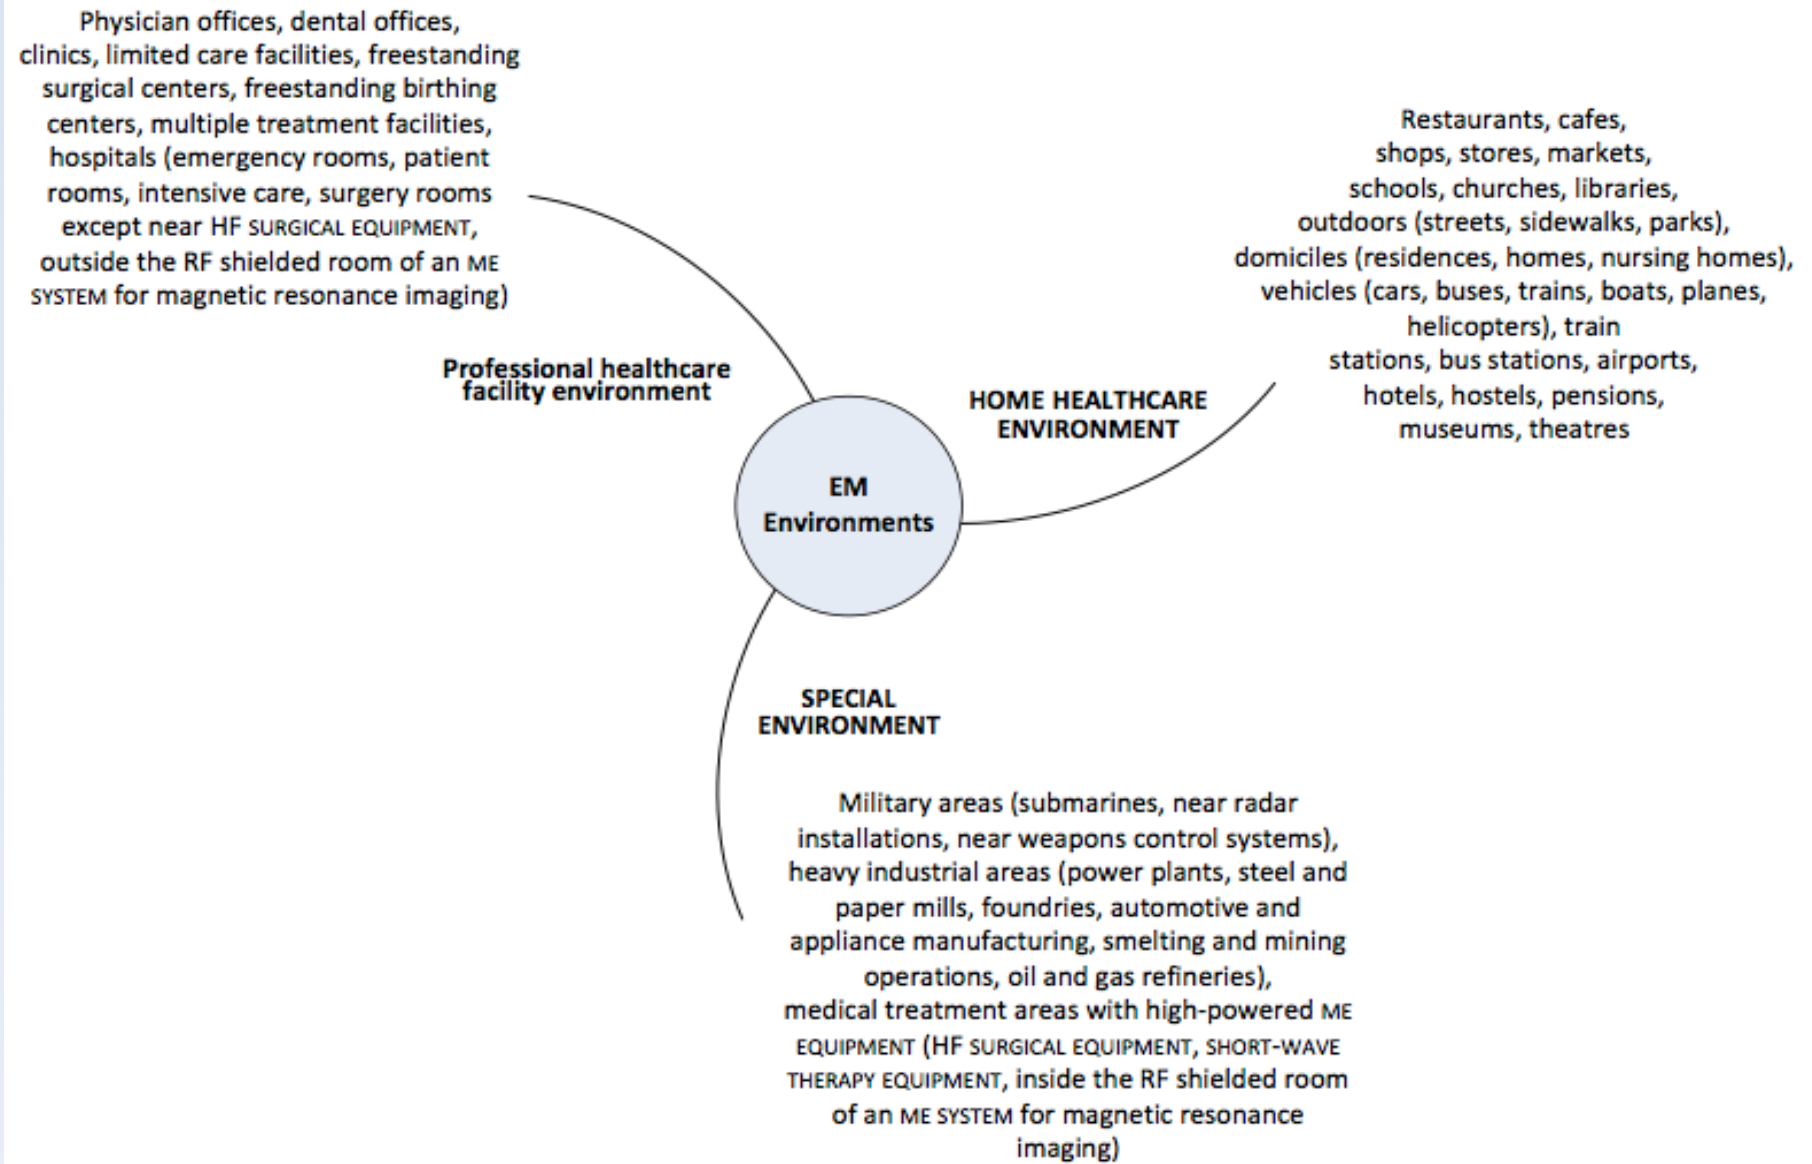 Physician offices, dental offices,
clinics, limited care facilities, freestanding
surgical centers, freestanding birthing
centers, multiple treatment facilities,
hospitals (emergency rooms, patient
rooms, intensive care, surgery rooms
except near HF SURGICAL EQUIPMENT,
outside the RF shielded room of an ME
SYSTEM for magnetic resonance imaging)
Professional healthcare
facility environment
Restaurants, cafes,
shops, stores, markets,
schools, churches, libraries,
outdoors (streets, sidewalks, parks),
domiciles (residences, homes, nursing homes),
vehicles (cars, buses, trains, boats, planes,
helicopters), train
stations, bus stations, airports,
hotels, hostels, pensions,
museums, theatres
HOME HEALTHCARE
ENVIRONMENT
EM
Environments
SPECIAL
ENVIRONMENT
Military areas (submarines, near radar
installations, near weapons control systems),
heavy industrial areas (power plants, steel and
paper mills, foundries, automotive and
appliance manufacturing, smelting and mining
operations, oil and gas refineries),
medical treatment areas with high-powered ME
EQUIPMENT (HF SURGICAL EQUIPMENT, SHORT-WAVE
THERAPY EQUIPMENT, inside the RF shielded room
of an ME SYSTEM for magnetic resonance
imaging)